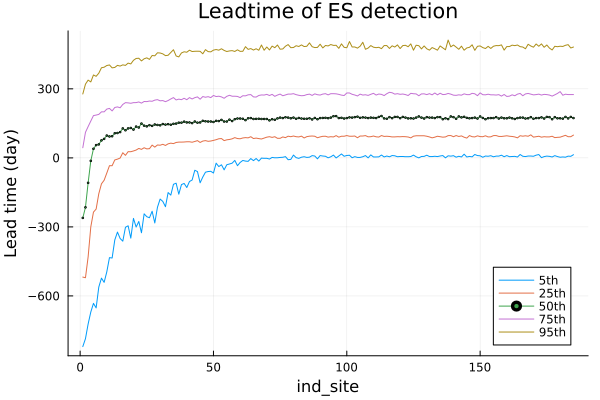 Leadtime of ES detection
Lead time (day)
300
0
−300
−600
0
50
100
150
ind_site
5th
25th
50th
75th
95th